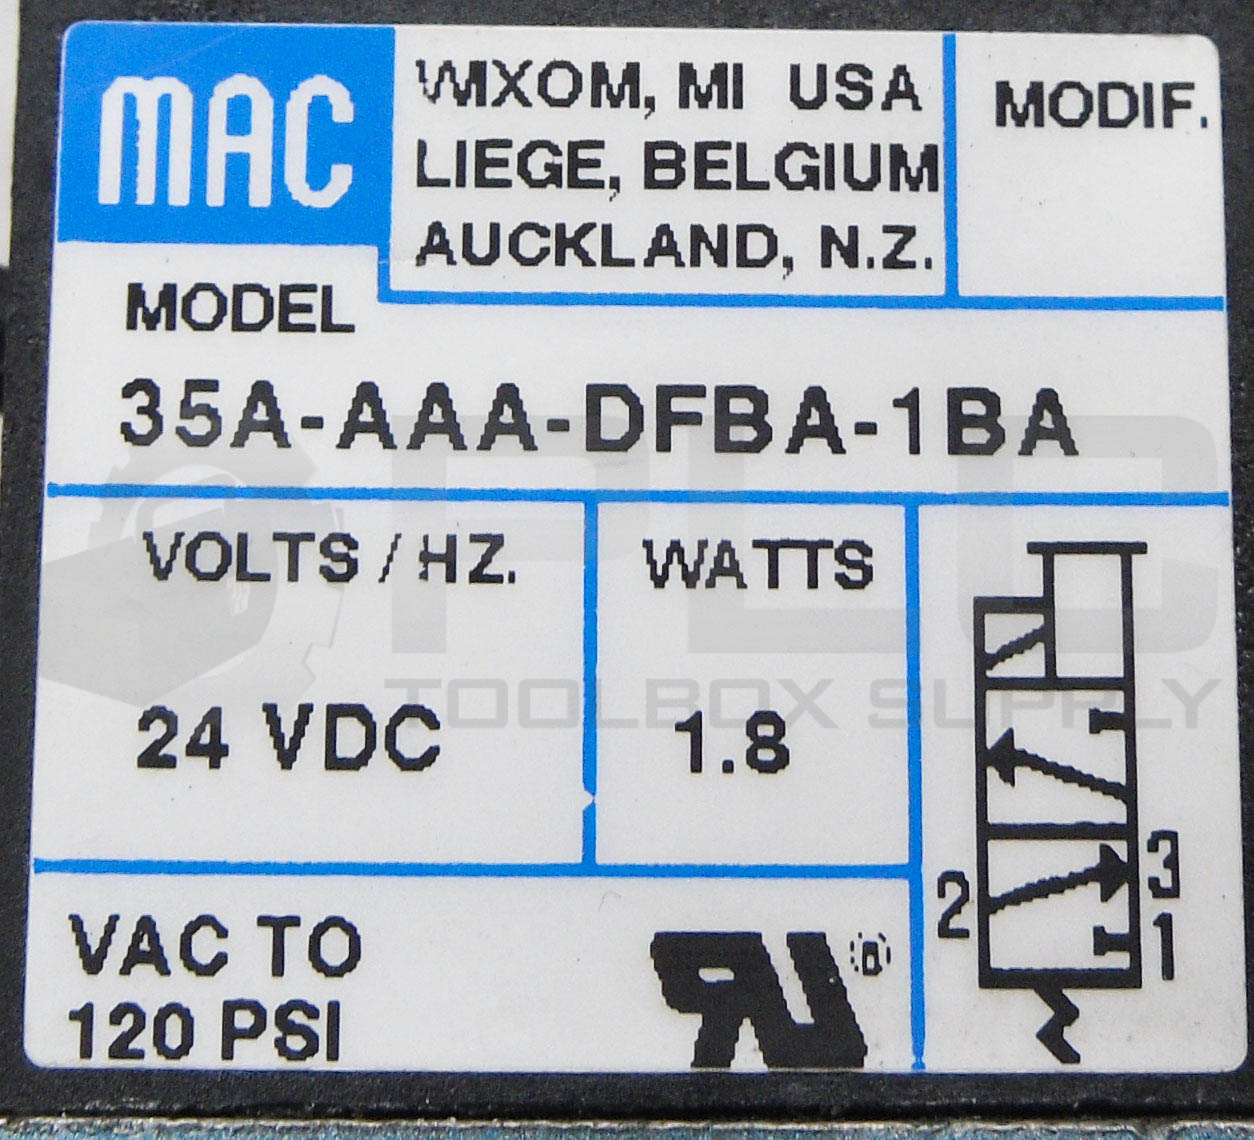 MAC
WIXOM, MI USA
LIEGE, BELGIUM
AUCKLAND, N.Z.
MODIF.
MODEL
35A-AAA-DFBA-1BA
VOLTS / HZ.
WATTS
24 VDC
1.8
PLC
TOOLBOX SUPPLY
2
3
1
VAC TO
120 PSI